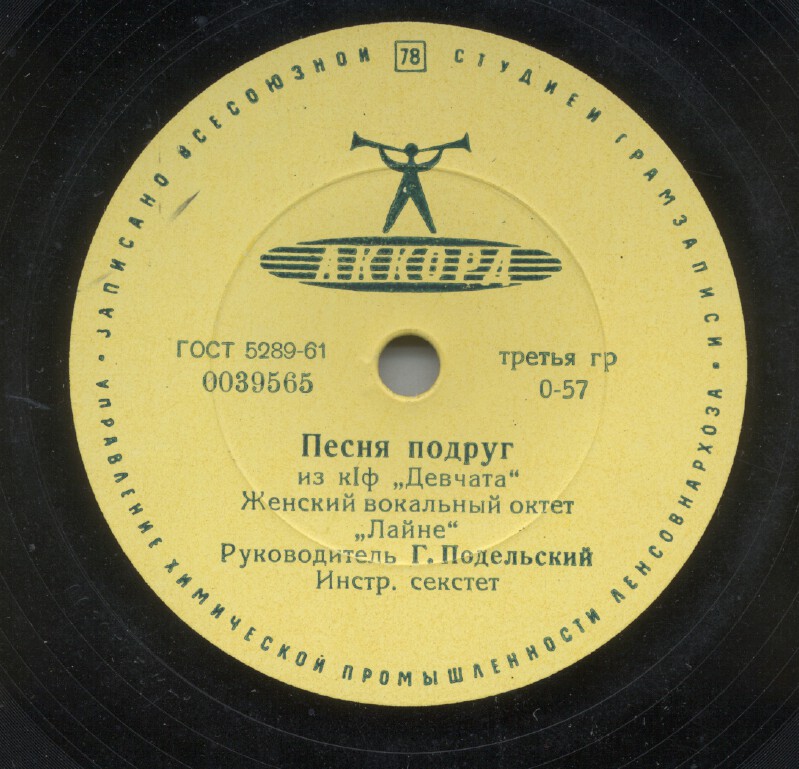 ЗАПИСАНО ВСЕСОЮЗНОЙ 78 СТУДИЕЙ ГРАМЗАПИСИ
АККОРД
ГОСТ 5289-61
0039565
третья гр
0-57
Песня подруг
из кIф „Девчата“
Женский вокальный октет
„Лайне“
Руководитель Г. Подельский
Инстр. секстет
• УПРАВЛЕНИЕ ХИМИЧЕСКОЙ ПРОМЫШЛЕННОСТИ ЛЕНСОВНАРХОЗА •